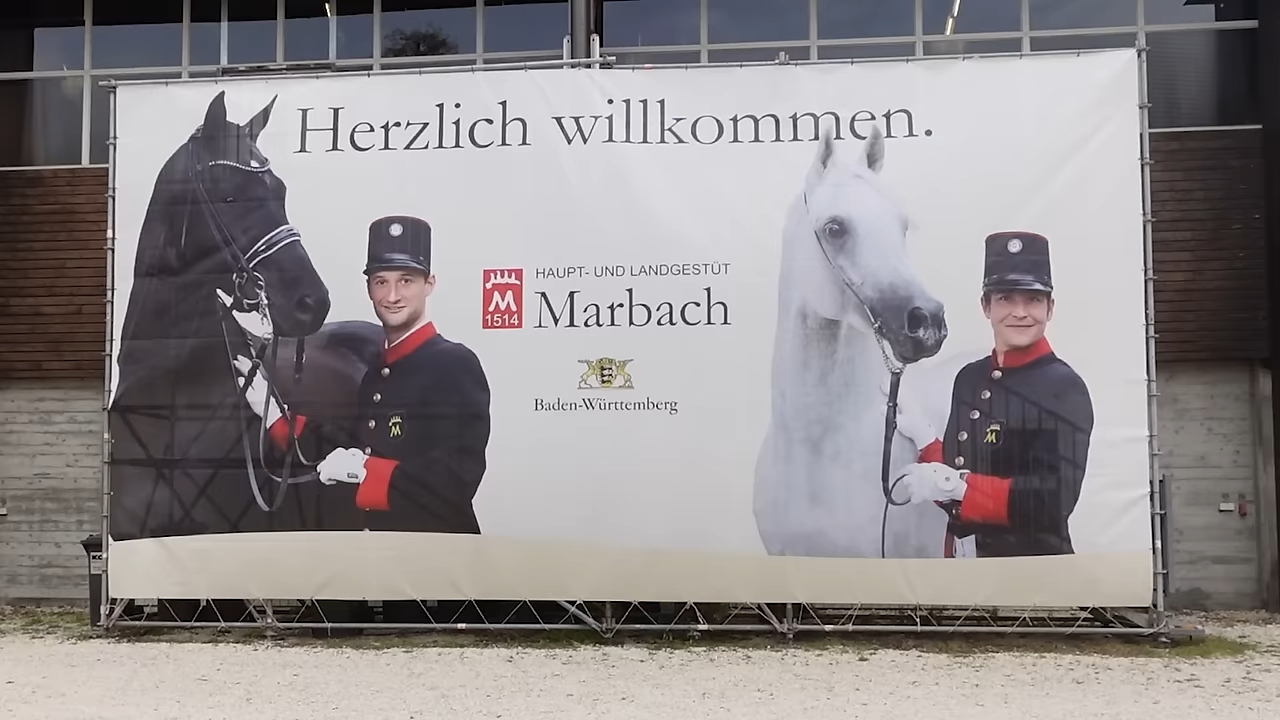 Herzlich willkommen.
HAUPT- UND LANDGESTÜT
Marbach
M
1514
Baden-Württemberg